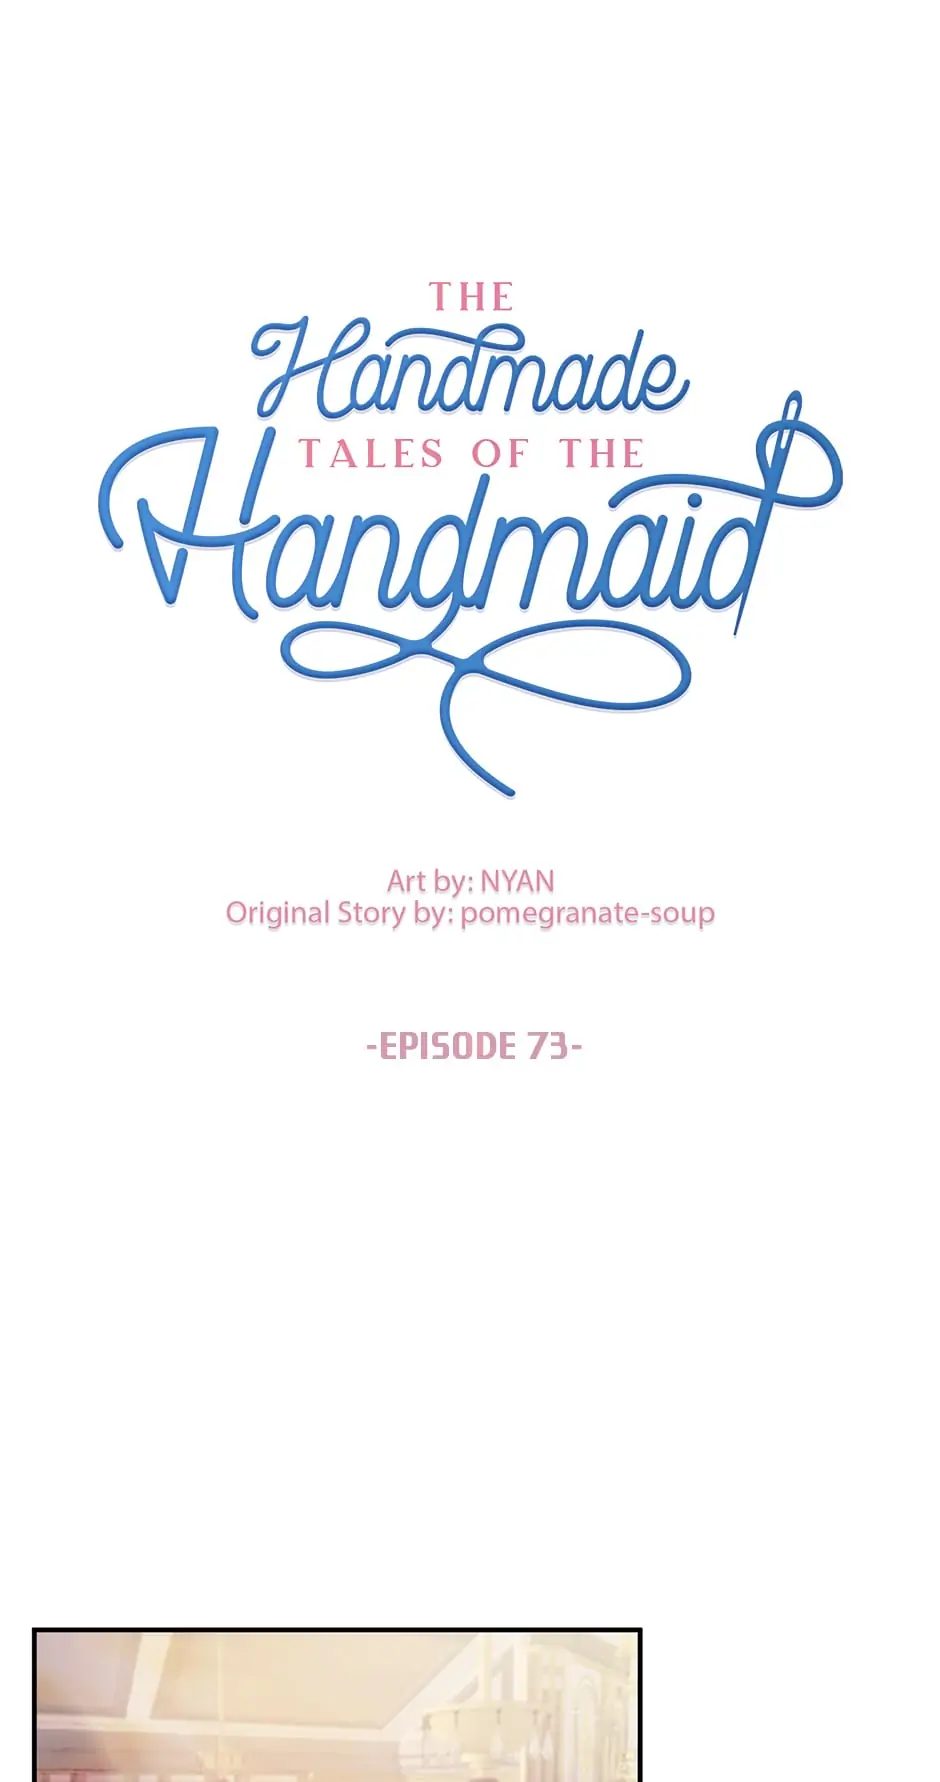 THE
Handmade
TALES OF THE
Handmaid
Art by: NYAN
Original Story by: pomegranate-soup
-EPISODE 73-